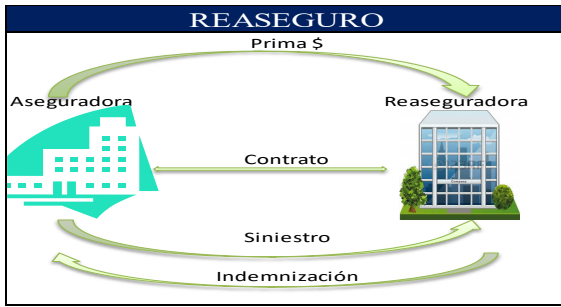 REASEGURO
Prima $
Aseguradora
Reaseguradora
Contrato
Siniestro
Indemnización